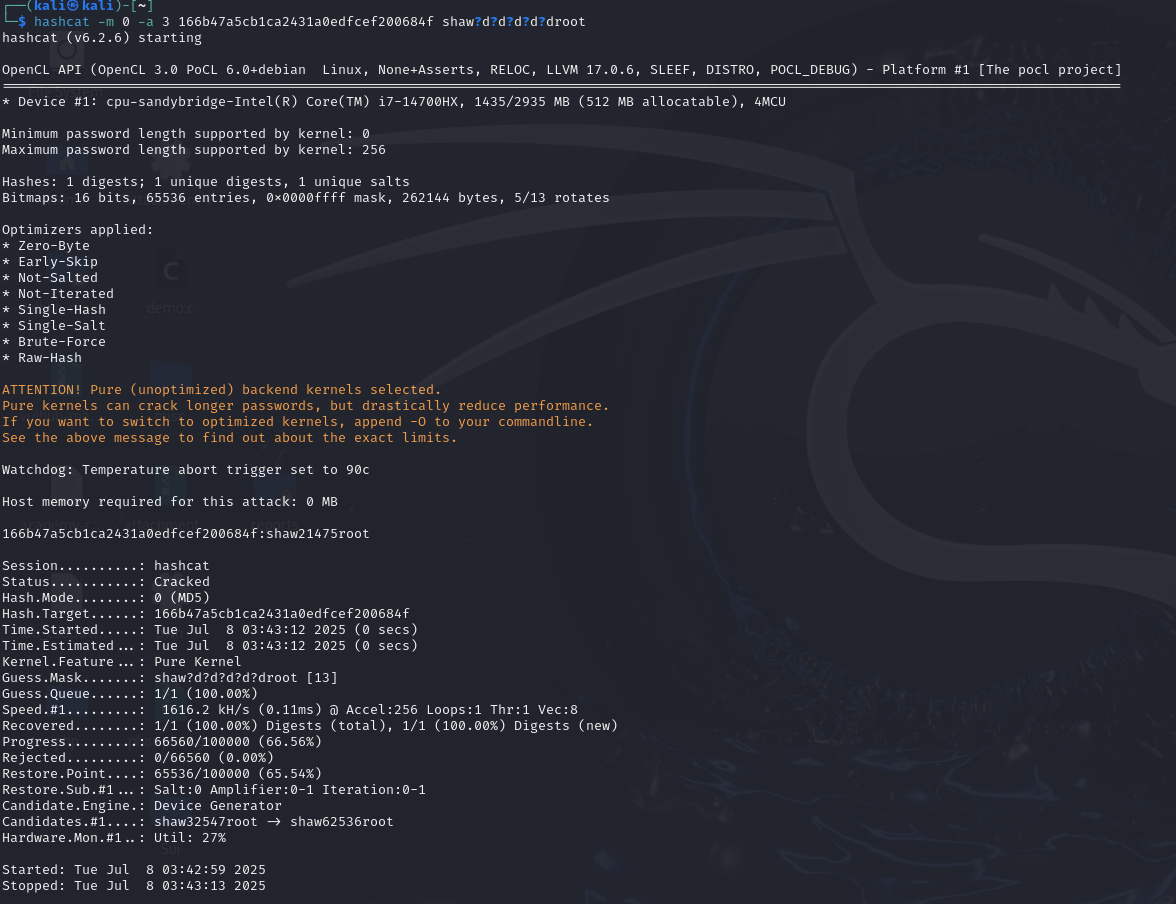 ┌──(kali㉿kali)-[~]
└─$ hashcat -m 0 -a 3 166b47a5cb1ca2431a0edfcef200684f shaw?d?d?d?d?droot
hashcat (v6.2.6) starting
OpenCL API (OpenCL 3.0 PoCL 6.0+debian  Linux, None+Asserts, RELOC, LLVM 17.0.6, SLEEF, DISTRO, POCL_DEBUG) - Platform #1 [The pocl project]
* Device #1: cpu-sandybridge-Intel(R) Core(TM) i7-14700HX, 1435/2935 MB (512 MB allocatable), 4MCU
Minimum password length supported by kernel: 0
Maximum password length supported by kernel: 256
Hashes: 1 digests; 1 unique digests, 1 unique salts
Bitmaps: 16 bits, 65536 entries, 0x0000ffff mask, 262144 bytes, 5/13 rotates
Optimizers applied:
* Zero-Byte
* Early-Skip
* Not-Salted
* Not-Iterated
* Single-Hash
* Single-Salt
* Brute-Force
* Raw-Hash
C
demo.c
ATTENTION! Pure (unoptimized) backend kernels selected.
Pure kernels can crack longer passwords, but drastically reduce performance.
If you want to switch to optimized kernels, append -O to your commandline.
See the above message to find out about the exact limits.
Watchdog: Temperature abort trigger set to 90c
Host memory required for this attack: 0 MB
166b47a5cb1ca2431a0edfcef200684f:shaw21475root
Session..........: hashcat
Status...........: Cracked
Hash.Mode........: 0 (MD5)
Hash.Target......: 166b47a5cb1ca2431a0edfcef200684f
Time.Started.....: Tue Jul  8 03:43:12 2025 (0 secs)
Time.Estimated...: Tue Jul  8 03:43:12 2025 (0 secs)
Kernel.Feature...: Pure Kernel
Guess.Mask.......: shaw?d?d?d?d?droot [13]
Guess.Queue......: 1/1 (100.00%)
Speed.#1.........:  1616.2 kH/s (0.11ms) @ Accel:256 Loops:1 Thr:1 Vec:8
Recovered........: 1/1 (100.00%) Digests (total), 1/1 (100.00%) Digests (new)
Progress.........: 66560/100000 (66.56%)
Rejected.........: 0/66560 (0.00%)
Restore.Point....: 65536/100000 (65.54%)
Restore.Sub.#1...: Salt:0 Amplifier:0-1 Iteration:0-1
Candidate.Engine.: Device Generator
Candidates.#1....: shaw32547root -> shaw62536root
Hardware.Mon.#1..: Util: 27%
Started: Tue Jul  8 03:42:59 2025
Stopped: Tue Jul  8 03:43:13 2025